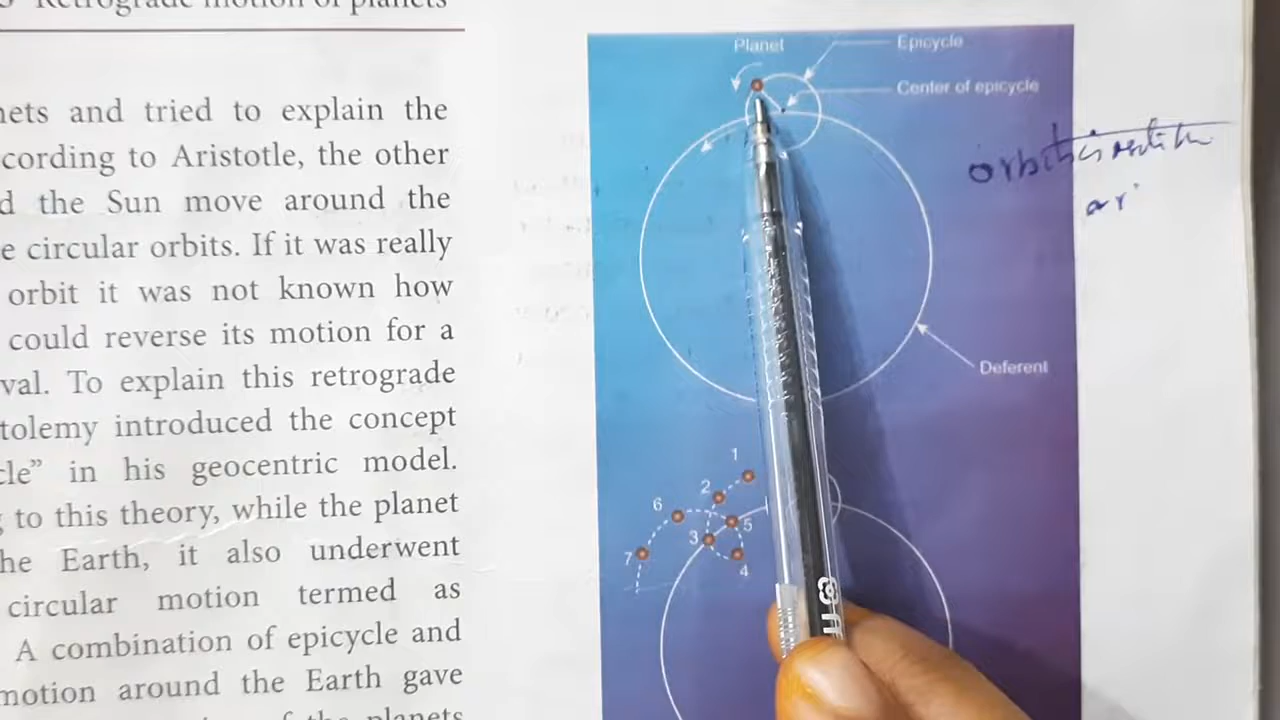 Retrograde motion of planets
nets and tried to explain the
cording to Aristotle, the other
d the Sun move around the
e circular orbits. If it was really
orbit it was not known how
could reverse its motion for a
val. To explain this retrograde
tolemy introduced the concept
cle” in his geocentric model.
to this theory, while the planet
he Earth, it also underwent
circular motion termed as
A combination of epicycle and
motion around the Earth gave
of the planets
Planet
Epicycle
Center of epicycle
Deferent
1
2
6
5
3
7
4